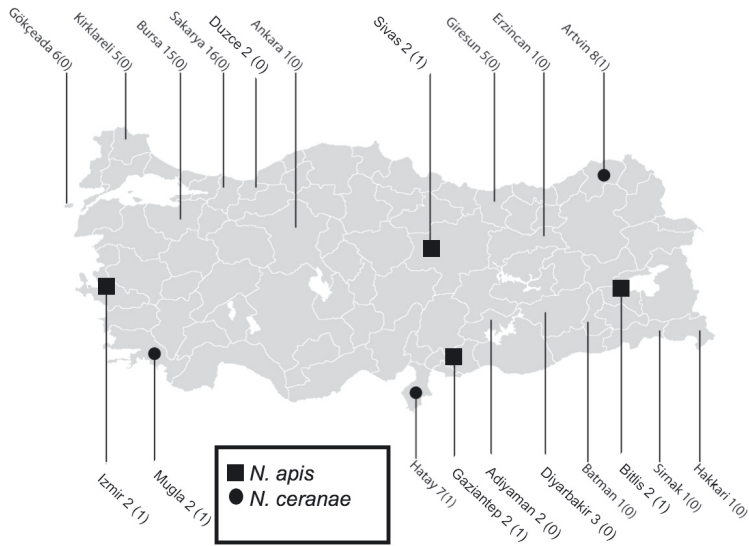 Gökçeada 6(0)
Kirklareli 5(0)
Bursa 15(0)
Sakarya 16(0)
Duzce 2 (0)
Ankara 1(0)
Sivas 2 (1)
Giresun 5(0)
Erzincan 1(0)
Artvin 8(1)
Izmir 2 (1)
Mugla 2 (1)
Hatay 7(1)
Gaziantep 2 (1)
Adiyaman 2 (0)
Diyarbakir 3 (0)
Batman 1(0)
Bitlis 2 (1)
Sirnak 1(0)
Hakkari 1(0)
N. apis
N. ceranae